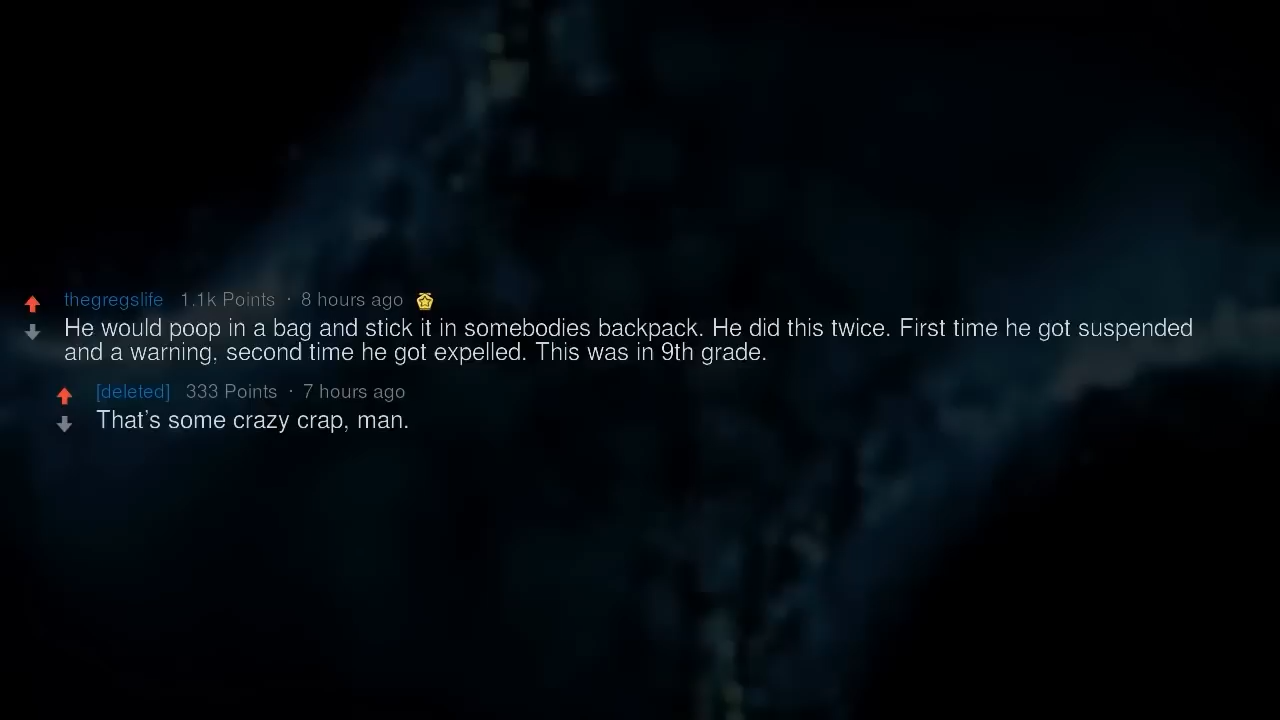 thegregslife 1.1k Points · 8 hours ago
He would poop in a bag and stick it in somebodies backpack. He did this twice. First time he got suspended
and a warning, second time he got expelled. This was in 9th grade.
[deleted] 333 Points · 7 hours ago
That's some crazy crap, man.